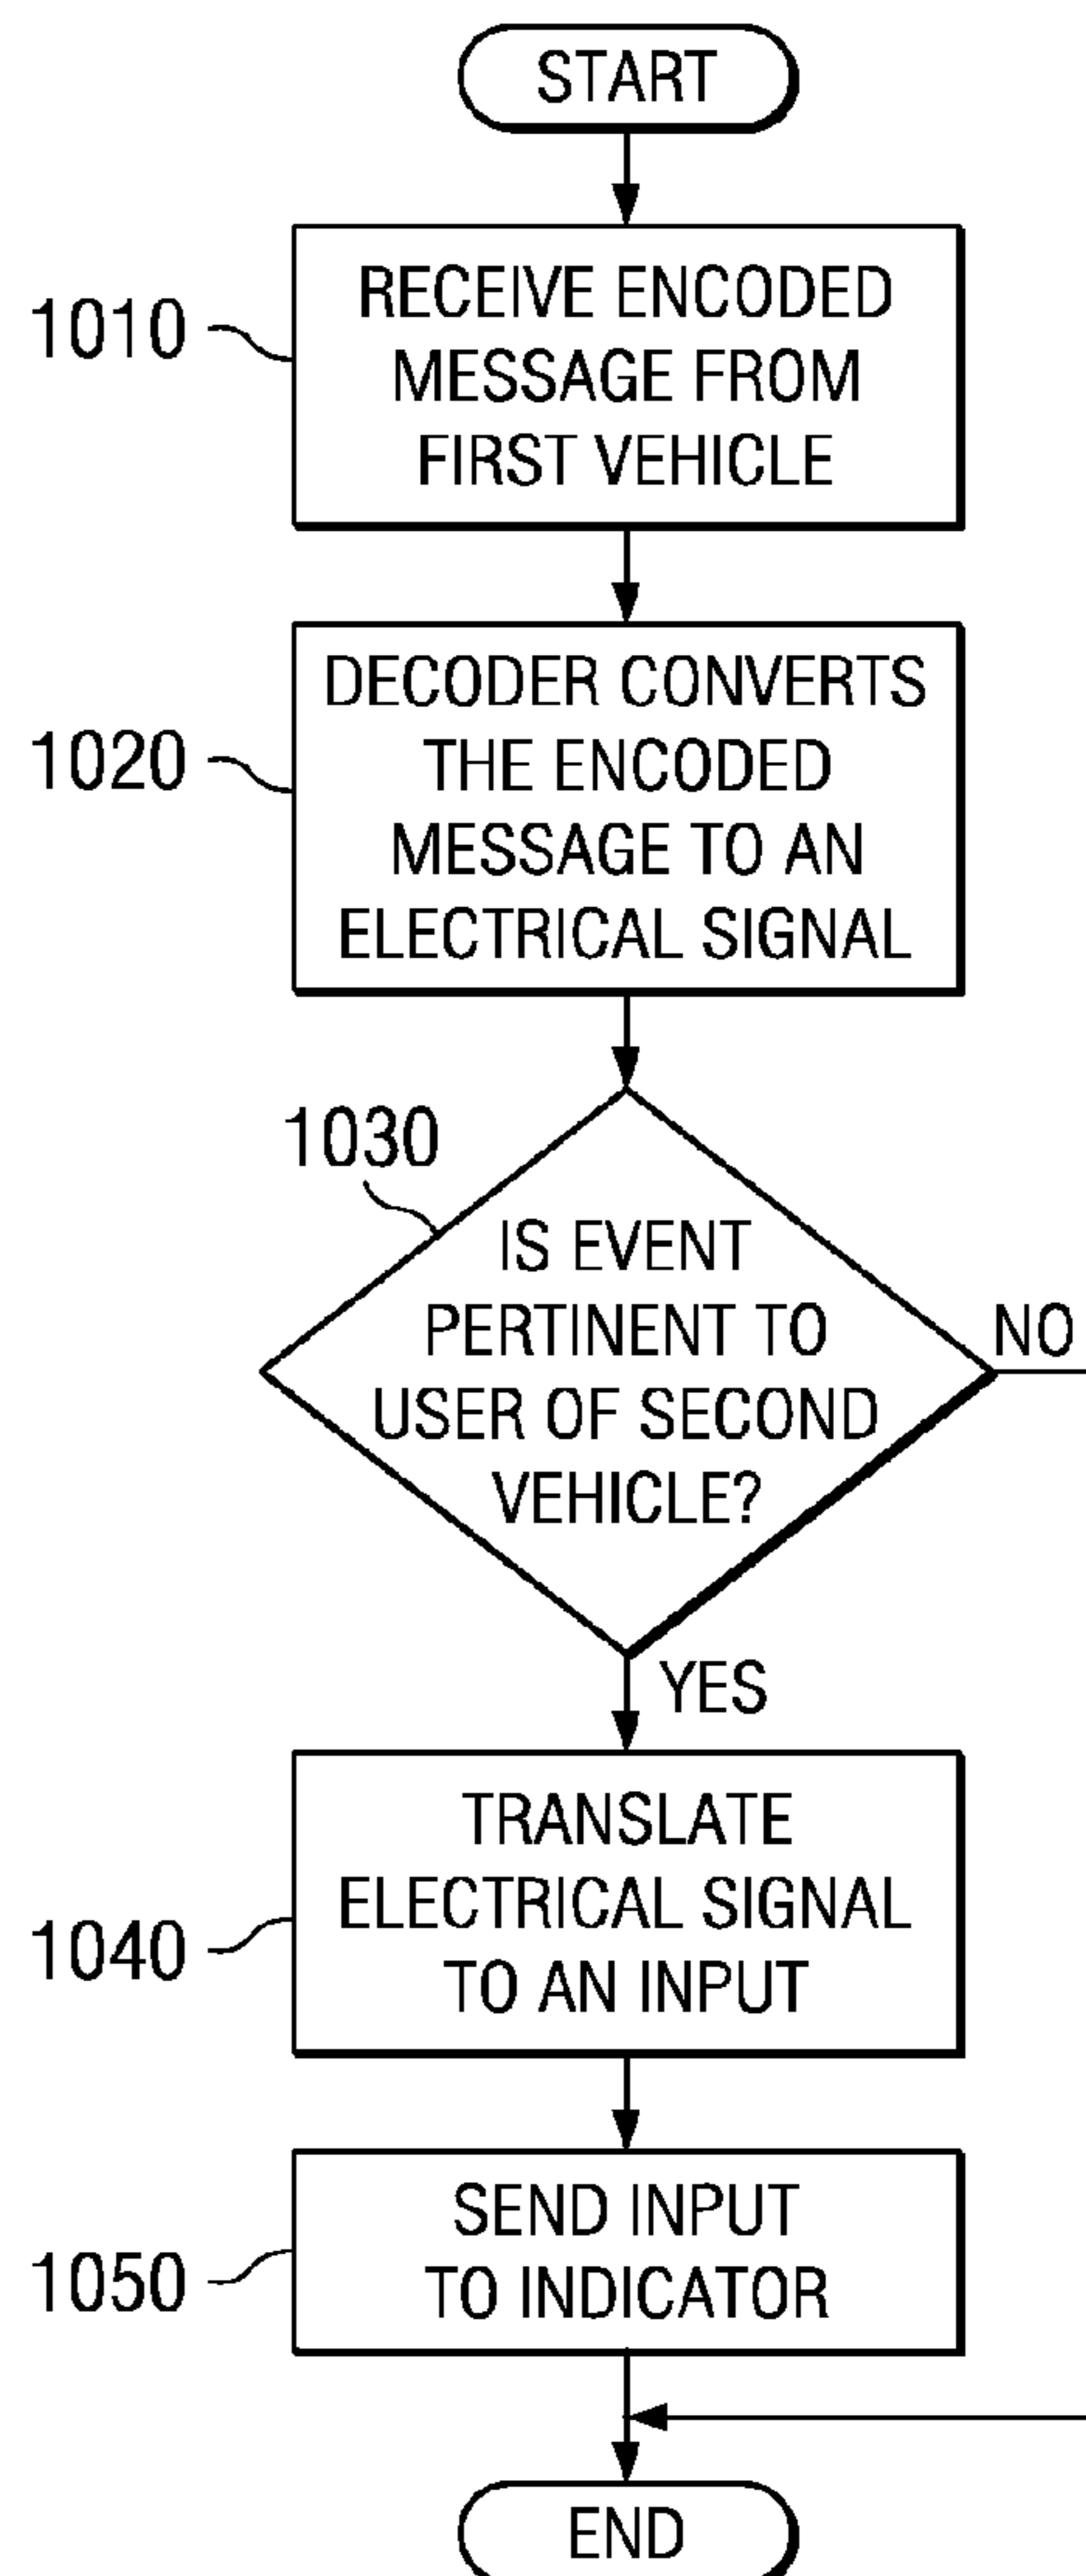 START
1010
RECEIVE ENCODED
MESSAGE FROM
FIRST VEHICLE
1020
DECODER CONVERTS
THE ENCODED
MESSAGE TO AN
ELECTRICAL SIGNAL
1030
IS EVENT
PERTINENT TO
USER OF SECOND
VEHICLE?
NO
YES
1040
TRANSLATE
ELECTRICAL SIGNAL
TO AN INPUT
1050
SEND INPUT
TO INDICATOR
END